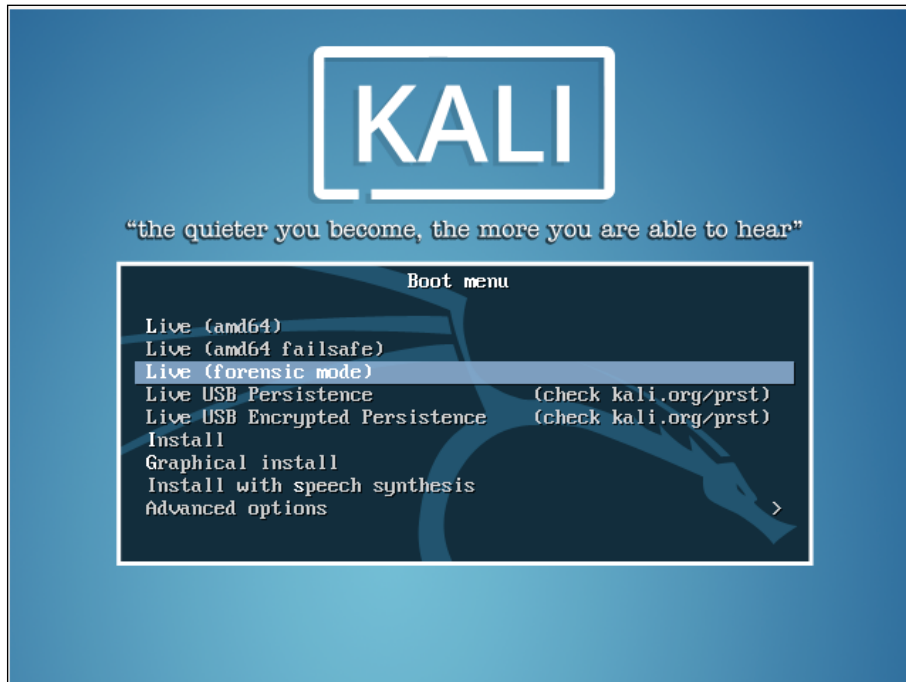 KALI
“the quieter you become, the more you are able to hear”
Boot menu
Live (amd64)
Live (amd64 failsafe)
Live (forensic mode)
Live USB Persistence (check kali.org/prst)
Live USB Encrypted Persistence (check kali.org/prst)
Install
Graphical install
Install with speech synthesis
Advanced options >